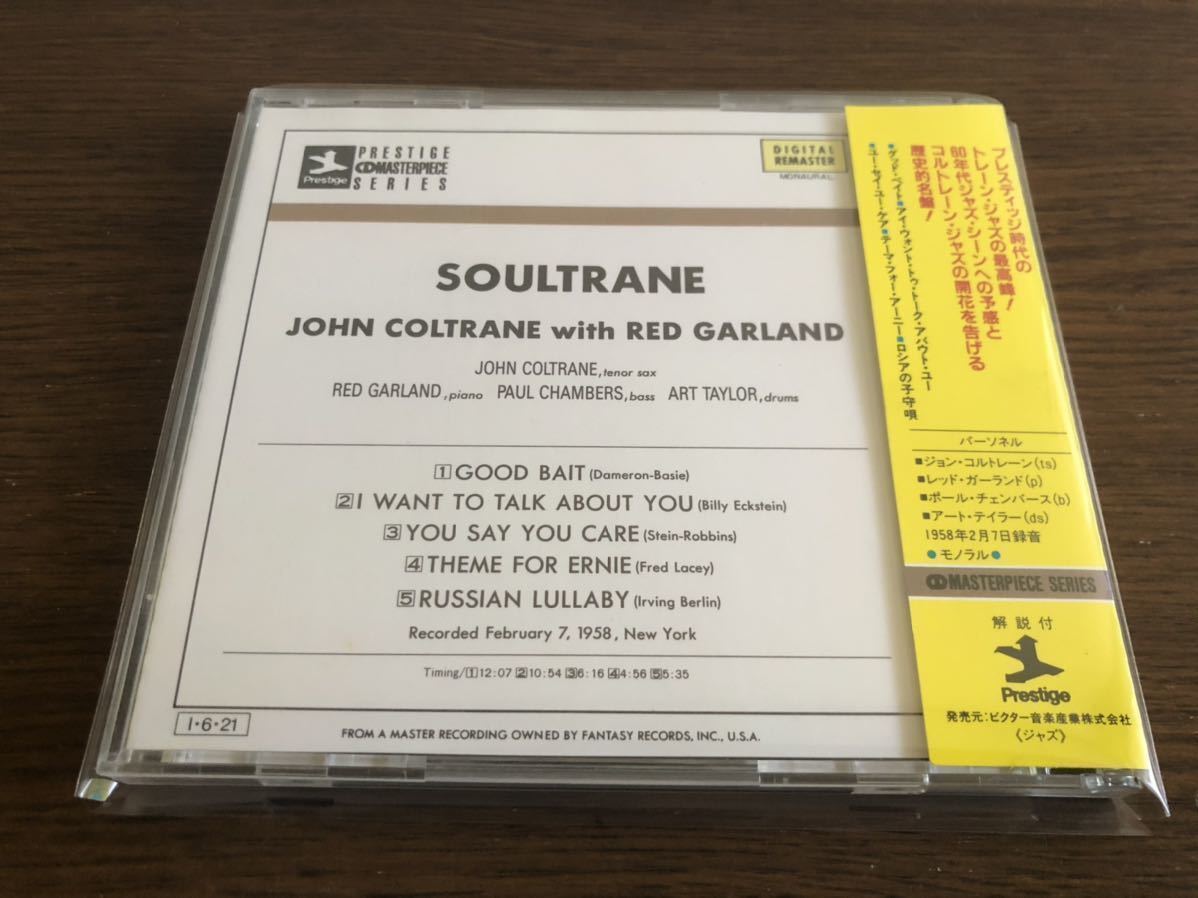 Prestige
PRESTIGE
CD MASTERPIECE
SERIES
DIGITAL
REMASTER
MONAURAL
SOULTRANE
JOHN COLTRANE with RED GARLAND
JOHN COLTRANE, tenor sax
RED GARLAND, piano PAUL CHAMBERS, bass ART TAYLOR, drums
1 GOOD BAIT (Dameron-Basie)
2 I WANT TO TALK ABOUT YOU (Billy Eckstein)
3 YOU SAY YOU CARE (Stein-Robbins)
4 THEME FOR ERNIE (Fred Lacey)
5 RUSSIAN LULLABY (Irving Berlin)
Recorded February 7, 1958, New York
Timing/1 12:07 2 10:54 3 6:16 4 4:56 5 5:35
I・6・21
FROM A MASTER RECORDING OWNED BY FANTASY RECORDS, INC., U.S.A.
プレスティッジ時代の
トレーン・ジャズの最高峰!
60年代ジャズ・シーンへの予感と
コルトレーン・ジャズの開花を告げる
歴史的名盤!
●グッド・ベイト■アイ・ウォント・トゥ・トーク・アバウト・ユー
■ユー・セイ・ユー・ケア●テーマ・フォー・アーニー■ロシアの子守唄
パーソネル
■ジョン・コルトレーン(ts)
■レッド・ガーランド(p)
■ポール・チェンバース(b)
■アート・テイラー(ds)
1958年2月7日録音
●モノラル●
CD MASTERPIECE SERIES
解説付
Prestige
発売元:ビクター音楽産業株式会社
《ジャズ》